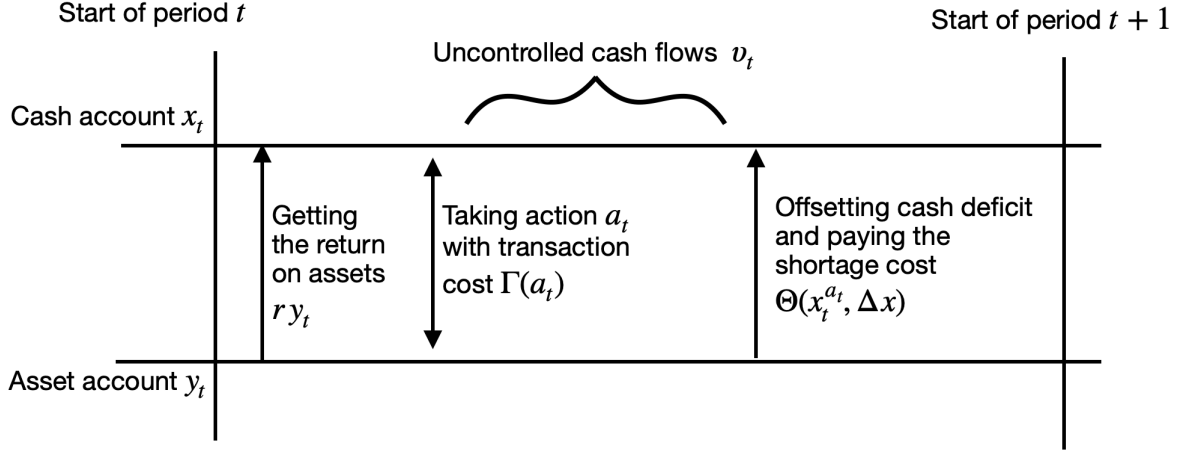 Start of period t
Start of period t + 1
Uncontrolled cash flows υ_t
Cash account x_t
Getting
the return
on assets
r y_t
Taking action a_t
with transaction
cost Γ(a_t)
Offsetting cash deficit
and paying the
shortage cost
Θ(x_t^{a_t}, Δx)
Asset account y_t